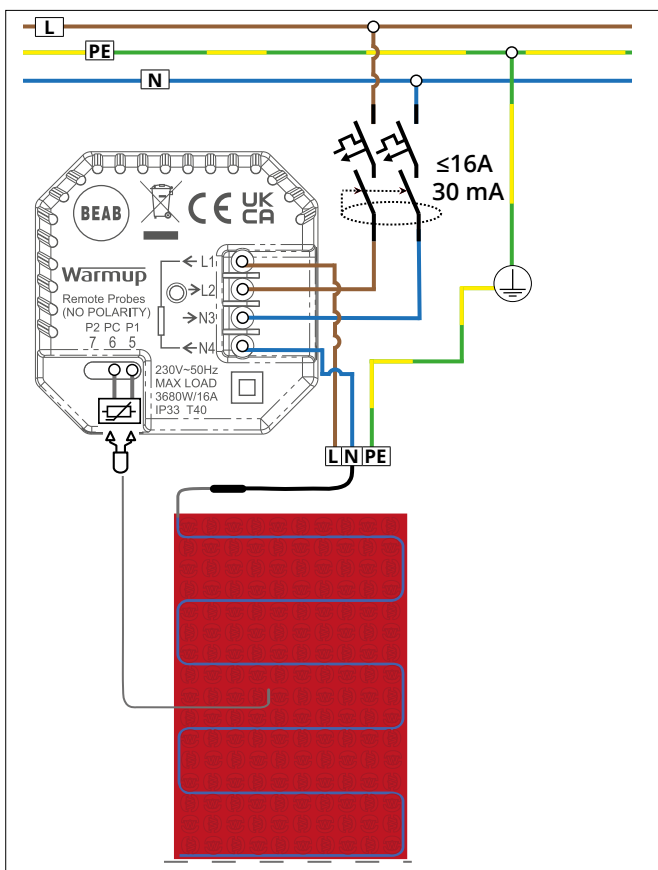 L
PE
N
≤16A
30 mA
BEAB
CE UK CA
Warmup
Remote Probes
(NO POLARITY)
P2 PC P1
7 6 5
L1
L2
N3
N4
230V~50Hz
MAX LOAD
3680W/16A
IP33 T40
L N PE